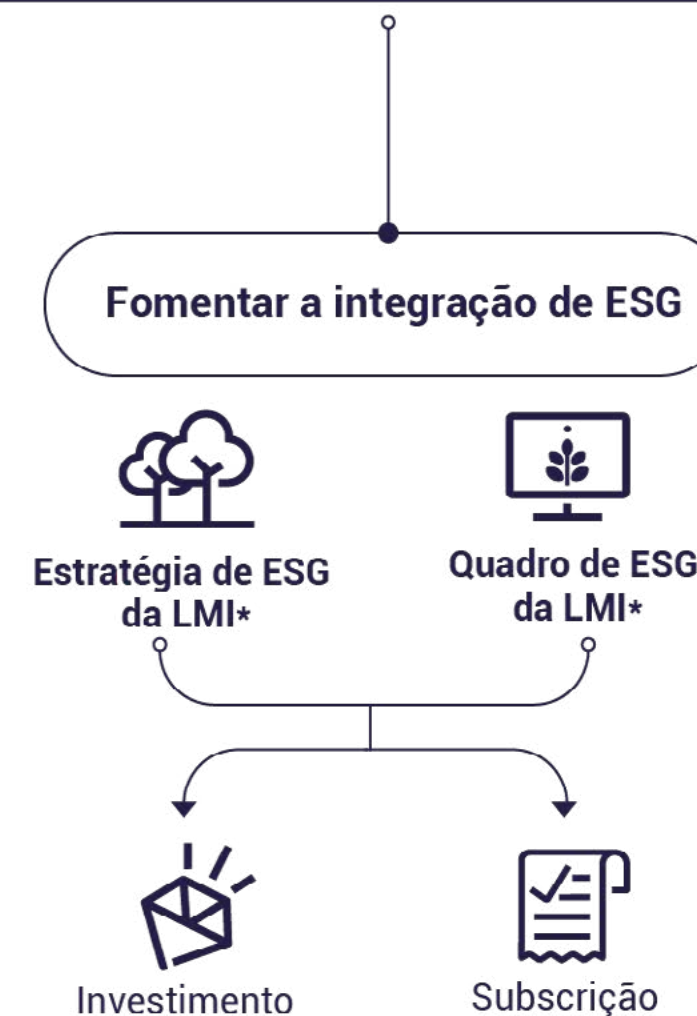 Fomentar a integração de ESG
Estratégia de ESG
da LMI*
Quadro de ESG
da LMI*
Investimento
Subscrição